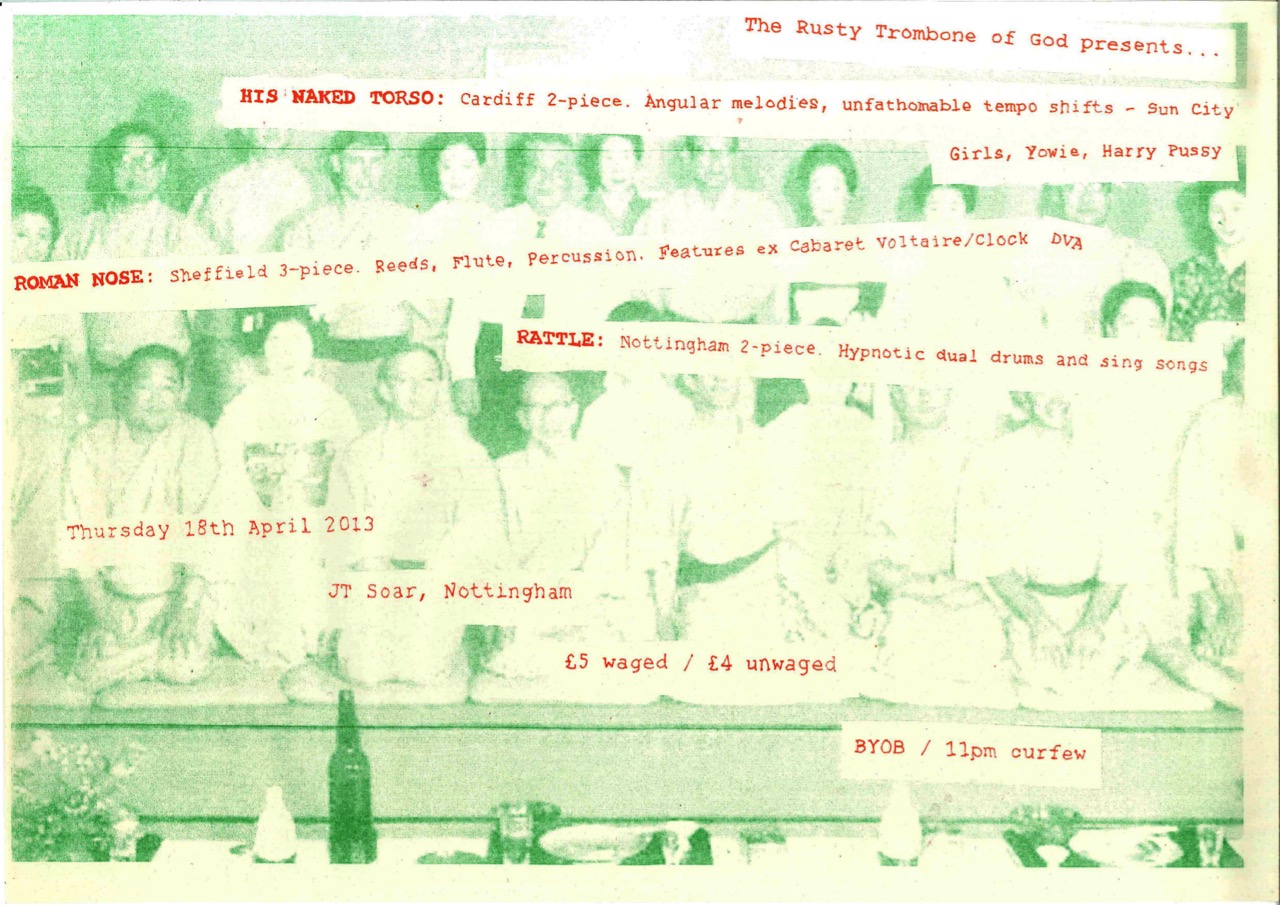 The Rusty Trombone of God presents...
HIS NAKED TORSO: Cardiff 2-piece. Angular melodies, unfathomable tempo shifts - Sun City
Girls, Yowie, Harry Pussy
ROMAN NOSE: Sheffield 3-piece. Reeds, Flute, Percussion. Features ex Cabaret Voltaire/Clock DVA
RATTLE: Nottingham 2-piece. Hypnotic dual drums and sing songs
Thursday 18th April 2013
JT Soar, Nottingham
£5 waged / £4 unwaged
BYOB / 11pm curfew